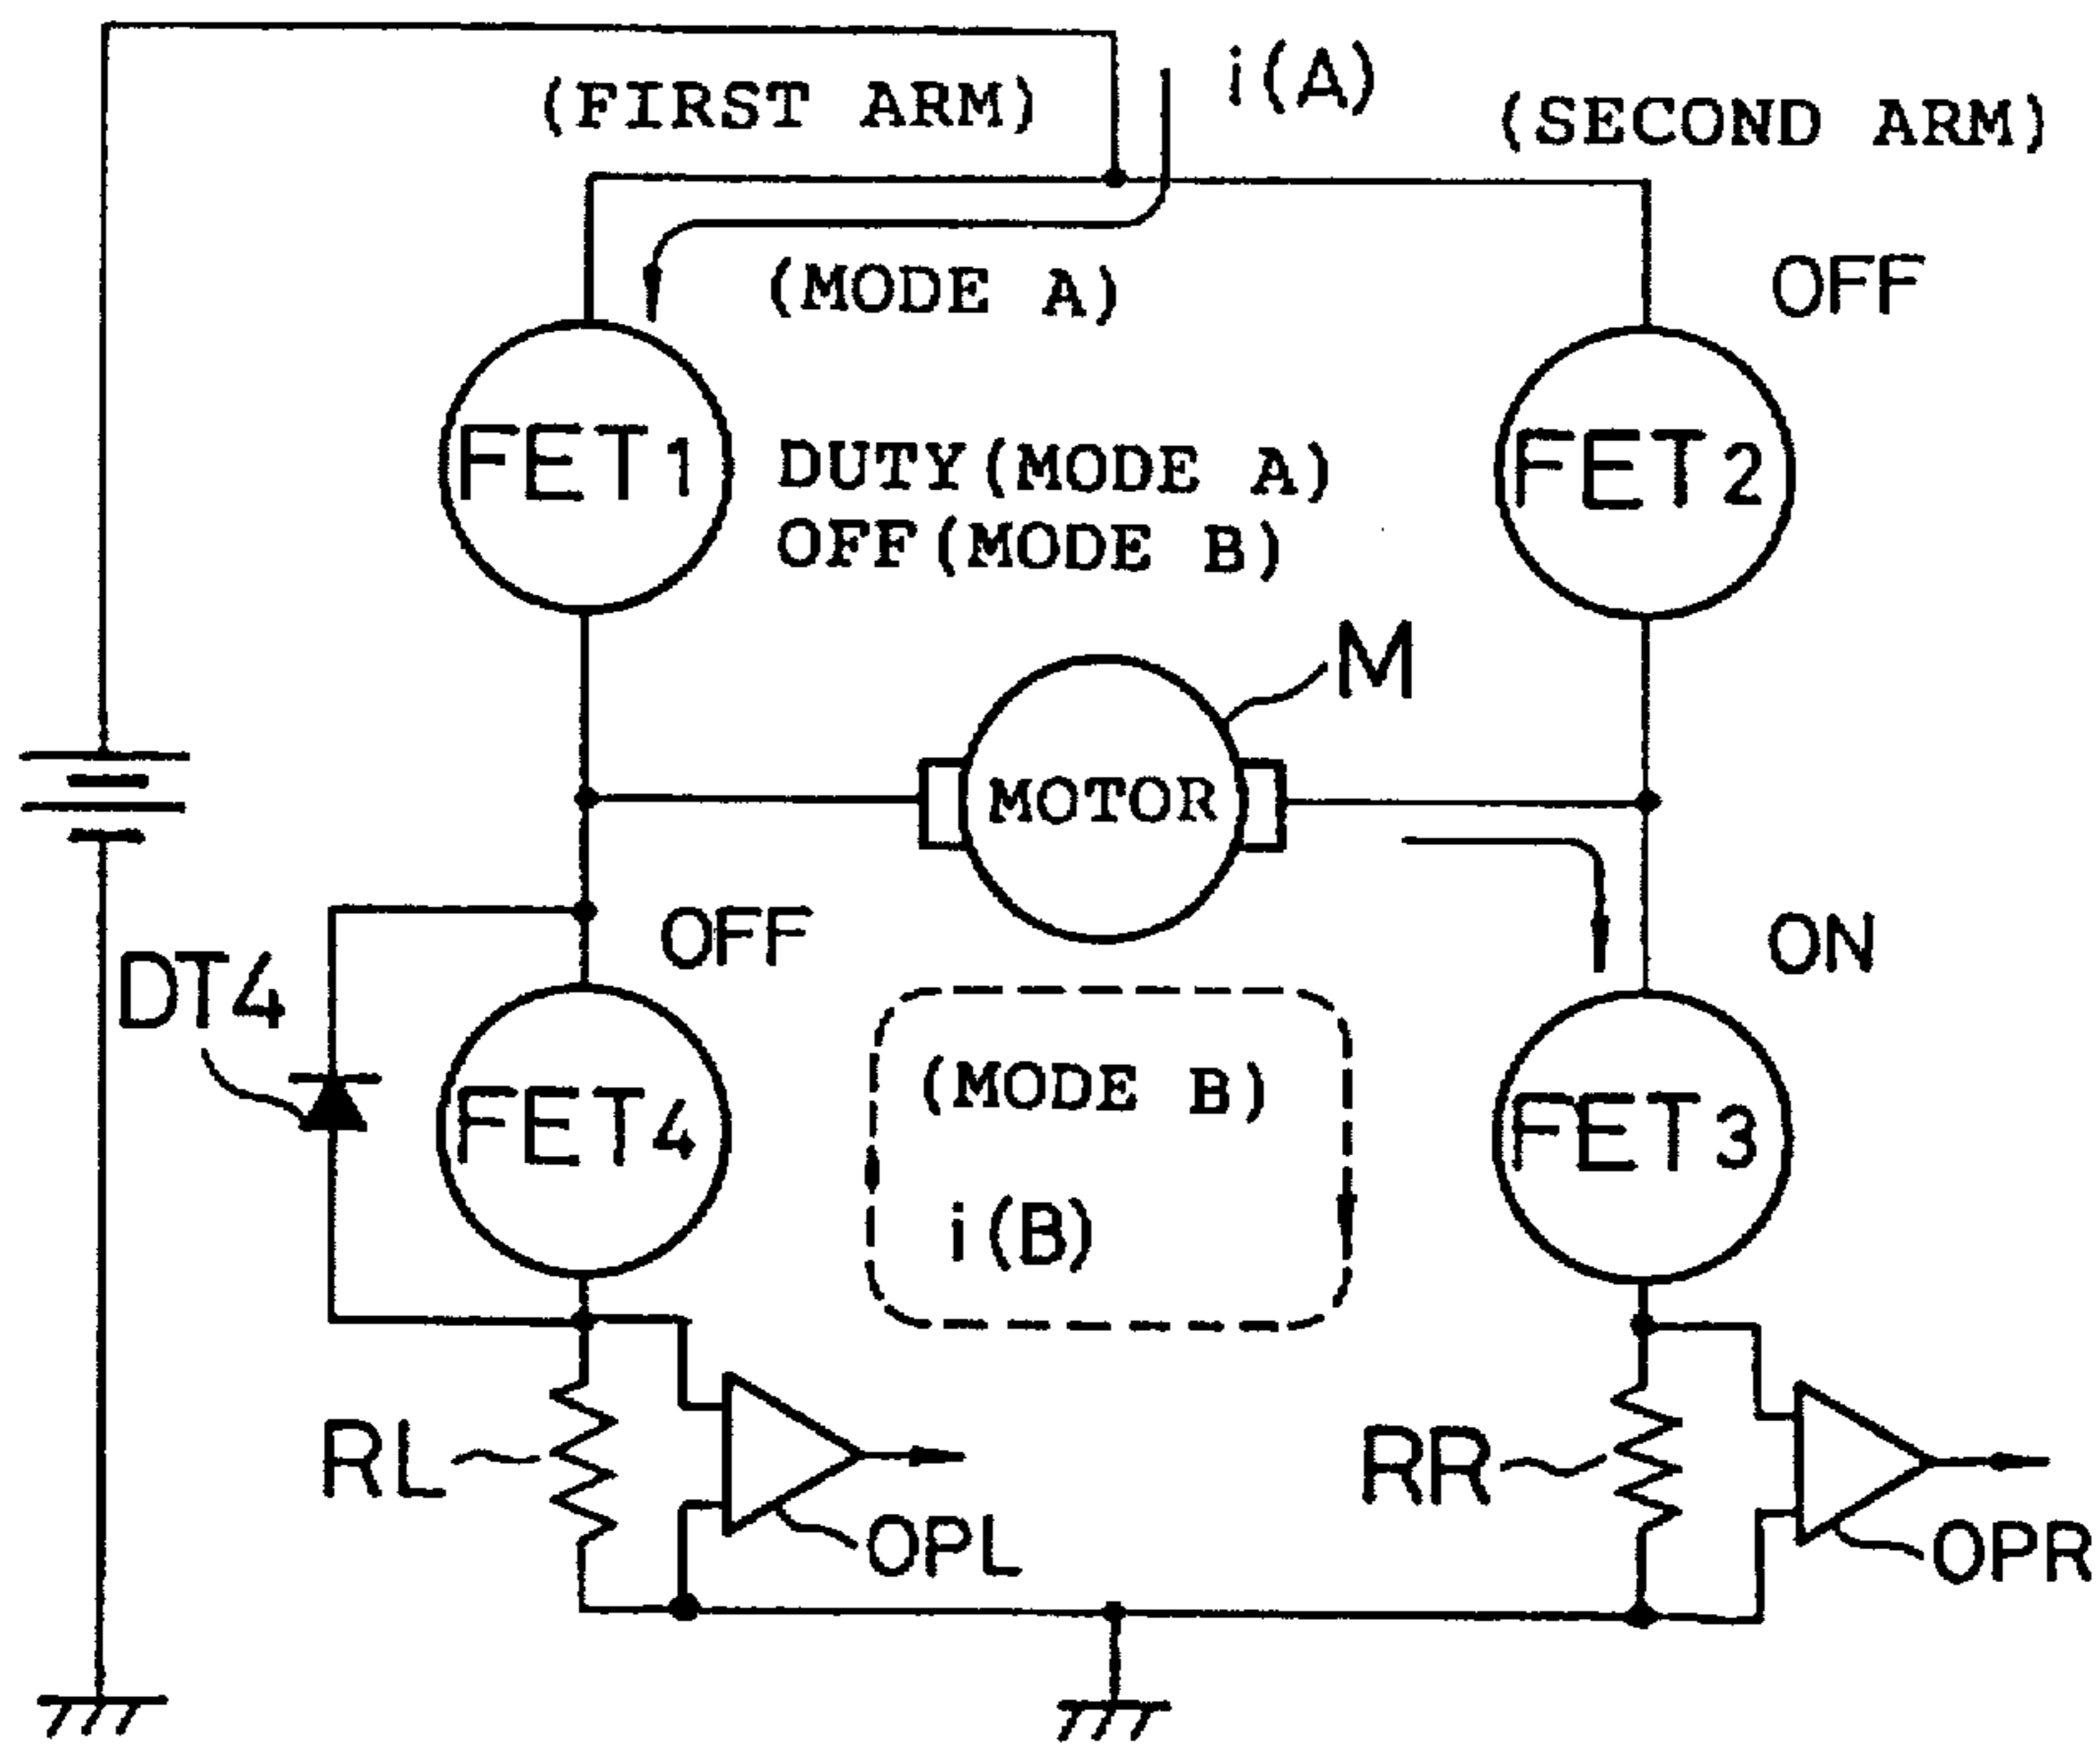 i(A)
(FIRST ARM)
(SECOND ARM)
(MODE A)
OFF
FET1
DUTY(MODE A)
OFF(MODE B)
FET2
M
MOTOR
OFF
ON
DT4
FET4
(MODE B)
i(B)
FET3
RL
OPL
RR
OPR